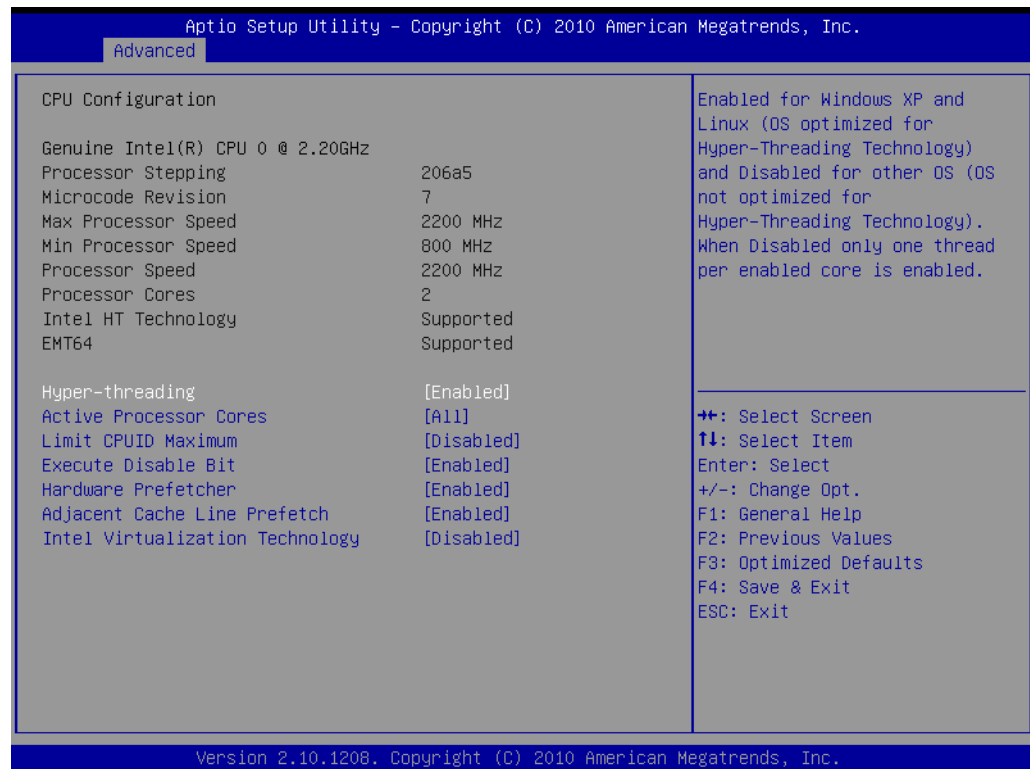 Aptio Setup Utility – Copyright (C) 2010 American Megatrends, Inc.
Advanced
CPU Configuration
Genuine Intel(R) CPU 0 @ 2.20GHz
Processor Stepping 206a5
Microcode Revision 7
Max Processor Speed 2200 MHz
Min Processor Speed 800 MHz
Processor Speed 2200 MHz
Processor Cores 2
Intel HT Technology Supported
EMT64 Supported
Hyper-threading [Enabled]
Active Processor Cores [All]
Limit CPUID Maximum [Disabled]
Execute Disable Bit [Enabled]
Hardware Prefetcher [Enabled]
Adjacent Cache Line Prefetch [Enabled]
Intel Virtualization Technology [Disabled]
Enabled for Windows XP and
Linux (OS optimized for
Hyper-Threading Technology)
and Disabled for other OS (OS
not optimized for
Hyper-Threading Technology).
When Disabled only one thread
per enabled core is enabled.
→←: Select Screen
↑↓: Select Item
Enter: Select
+/-: Change Opt.
F1: General Help
F2: Previous Values
F3: Optimized Defaults
F4: Save & Exit
ESC: Exit
Version 2.10.1208. Copyright (C) 2010 American Megatrends, Inc.